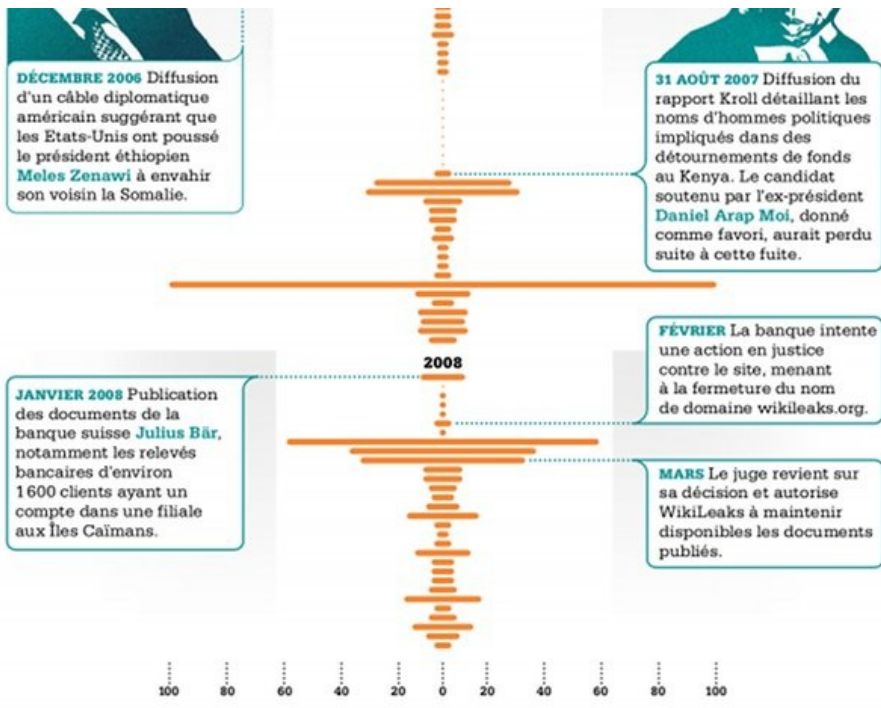 DÉCEMBRE 2006 Diffusion
d'un câble diplomatique
américain suggérant que
les Etats-Unis ont poussé
le président éthiopien
Meles Zenawi à envahir
son voisin la Somalie.
31 AOÛT 2007 Diffusion du
rapport Kroll détaillant les
noms d'hommes politiques
impliqués dans des
détournements de fonds
au Kenya. Le candidat
soutenu par l'ex-président
Daniel Arap Moi, donné
comme favori, aurait perdu
suite à cette fuite.
2008
JANVIER 2008 Publication
des documents de la
banque suisse Julius Bär,
notamment les relevés
bancaires d'environ
1600 clients ayant un
compte dans une filiale
aux Îles Caïmans.
FÉVRIER La banque intente
une action en justice
contre le site, menant
à la fermeture du nom
de domaine wikileaks.org.
MARS Le juge revient sur
sa décision et autorise
WikiLeaks à maintenir
disponibles les documents
publiés.
100 80 60 40 20 0 20 40 60 80 100